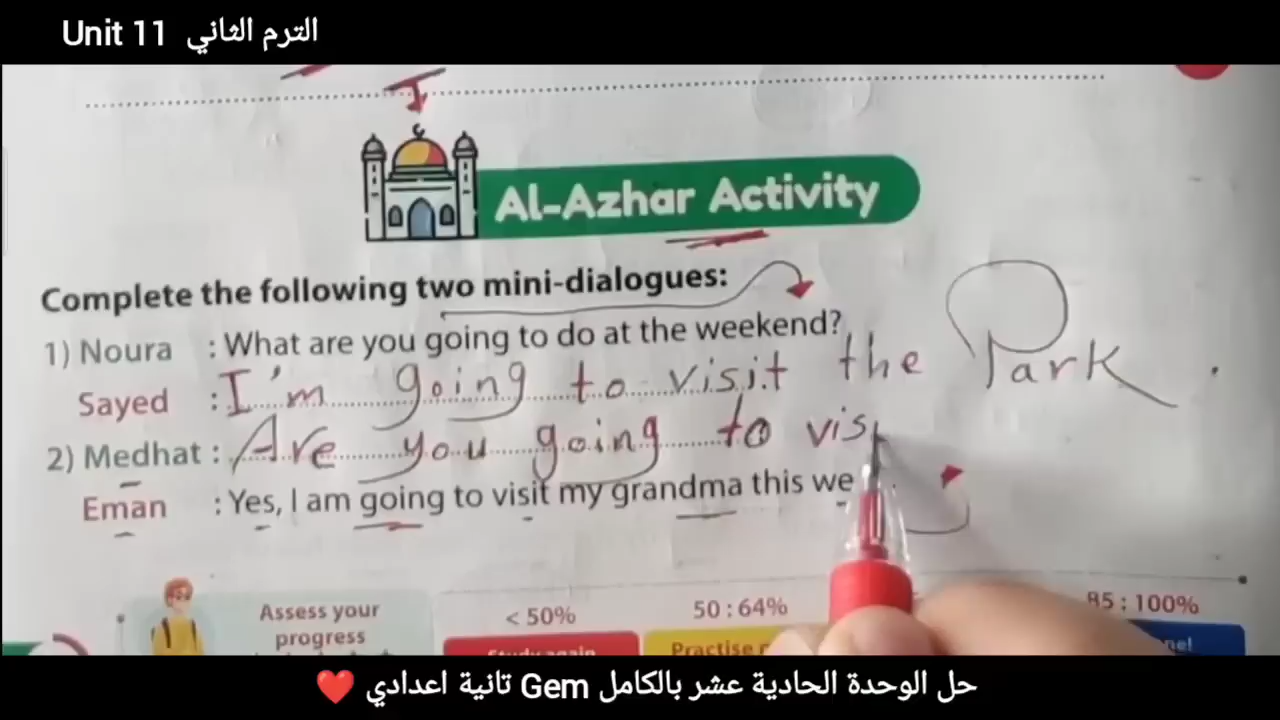 Unit 11 الترم الثاني
Al-Azhar Activity
Complete the following two mini-dialogues:
1) Noura : What are you going to do at the weekend?
Sayed : I'm going to visit the Park .
2) Medhat : Are you going to vis
Eman : Yes, I am going to visit my grandma this we
Assess your
progress
< 50%
50 : 64%
85 : 100%
Study again
Practise
حل الوحدة الحادية عشر بالكامل Gem تانية اعدادي ❤️